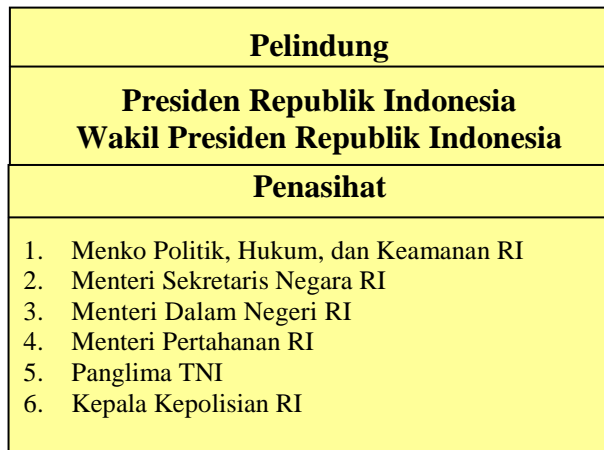 Pelindung
Presiden Republik Indonesia
Wakil Presiden Republik Indonesia
Penasihat
1. Menko Politik, Hukum, dan Keamanan RI
2. Menteri Sekretaris Negara RI
3. Menteri Dalam Negeri RI
4. Menteri Pertahanan RI
5. Panglima TNI
6. Kepala Kepolisian RI